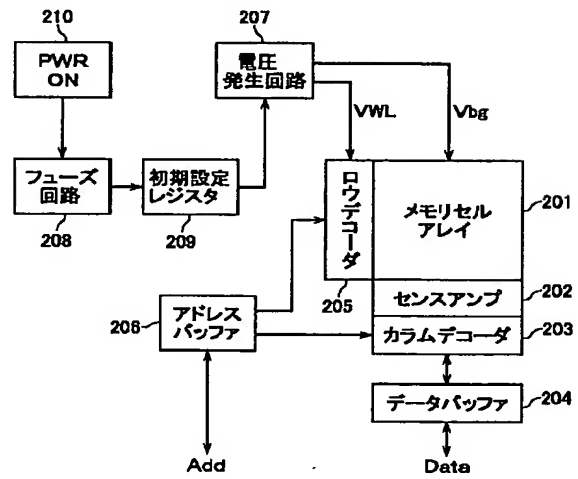 210
PWR
ON
207
電圧
発生回路
VWL
Vbg
フューズ
回路
208
初期設定
レジスタ
209
ロウデコーダ
205
メモリセル
アレイ
201
センスアンプ
202
カラムデコーダ
203
206
アドレス
バッファ
データバッファ
204
Add
Data